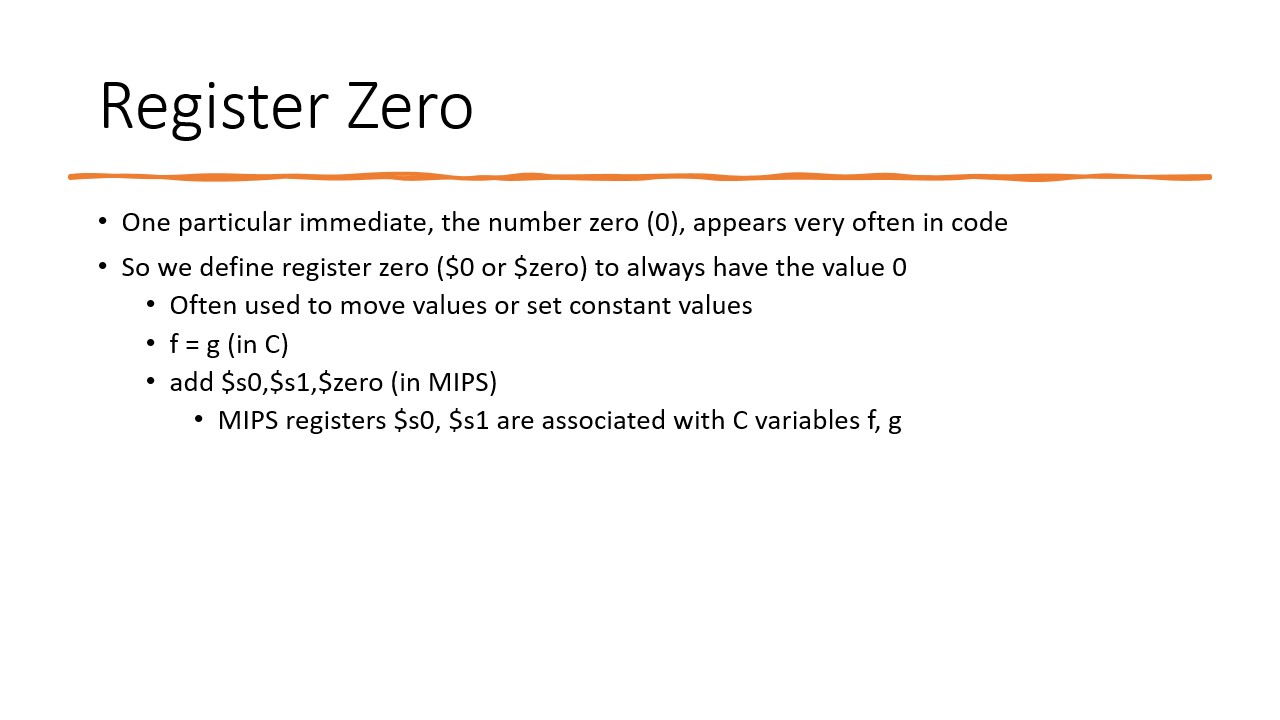 Register Zero
• One particular immediate, the number zero (0), appears very often in code
• So we define register zero ($0 or $zero) to always have the value 0
• Often used to move values or set constant values
• f = g (in C)
• add $s0,$s1,$zero (in MIPS)
• MIPS registers $s0, $s1 are associated with C variables f, g